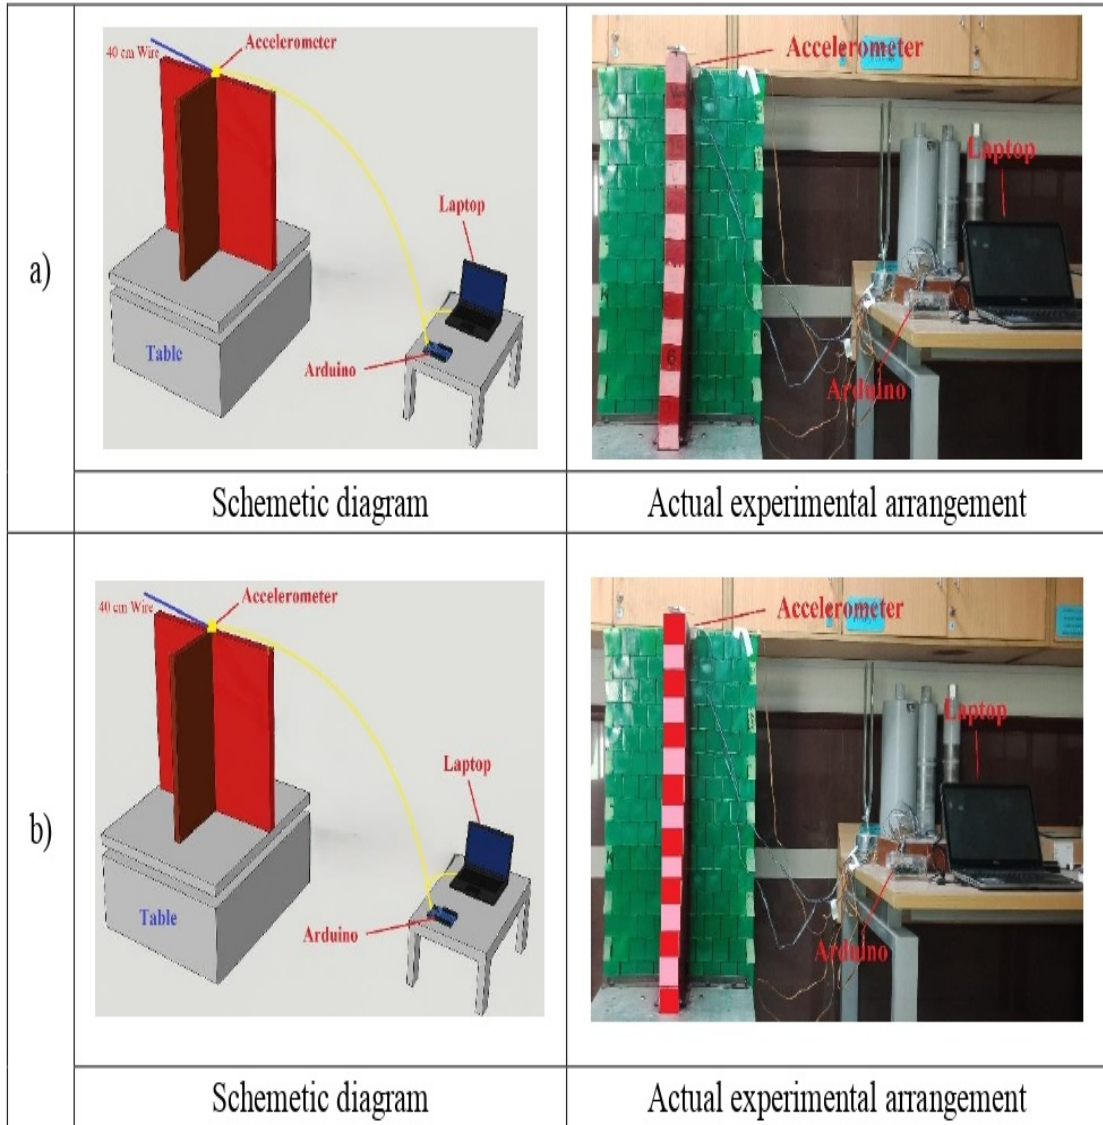 a)
40 cm Wire
Accelerometer
Laptop
Arduino
Table
Accelerometer
Laptop
6
Arduino
Schemetic diagram
Actual experimental arrangement
b)
40 cm Wire
Accelerometer
Laptop
Arduino
Table
Accelerometer
Laptop
Arduino
Schemetic diagram
Actual experimental arrangement